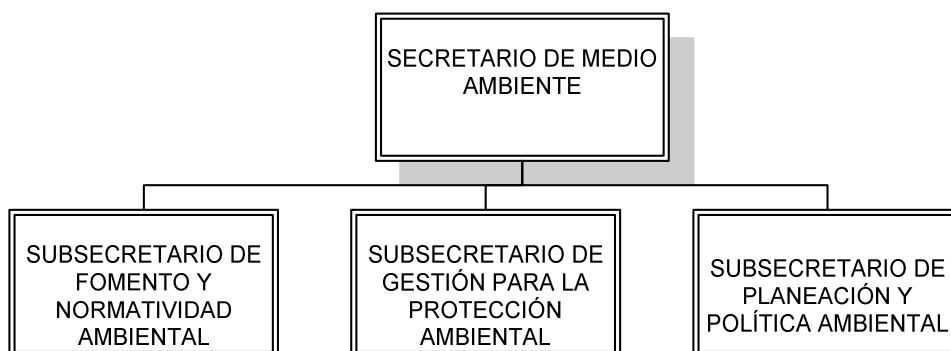 SECRETARIO DE MEDIO
AMBIENTE
SUBSECRETARIO DE
FOMENTO Y
NORMATIVIDAD
AMBIENTAL
SUBSECRETARIO DE
GESTIÓN PARA LA
PROTECCIÓN
AMBIENTAL
SUBSECRETARIO DE
PLANEACIÓN Y
POLÍTICA AMBIENTAL